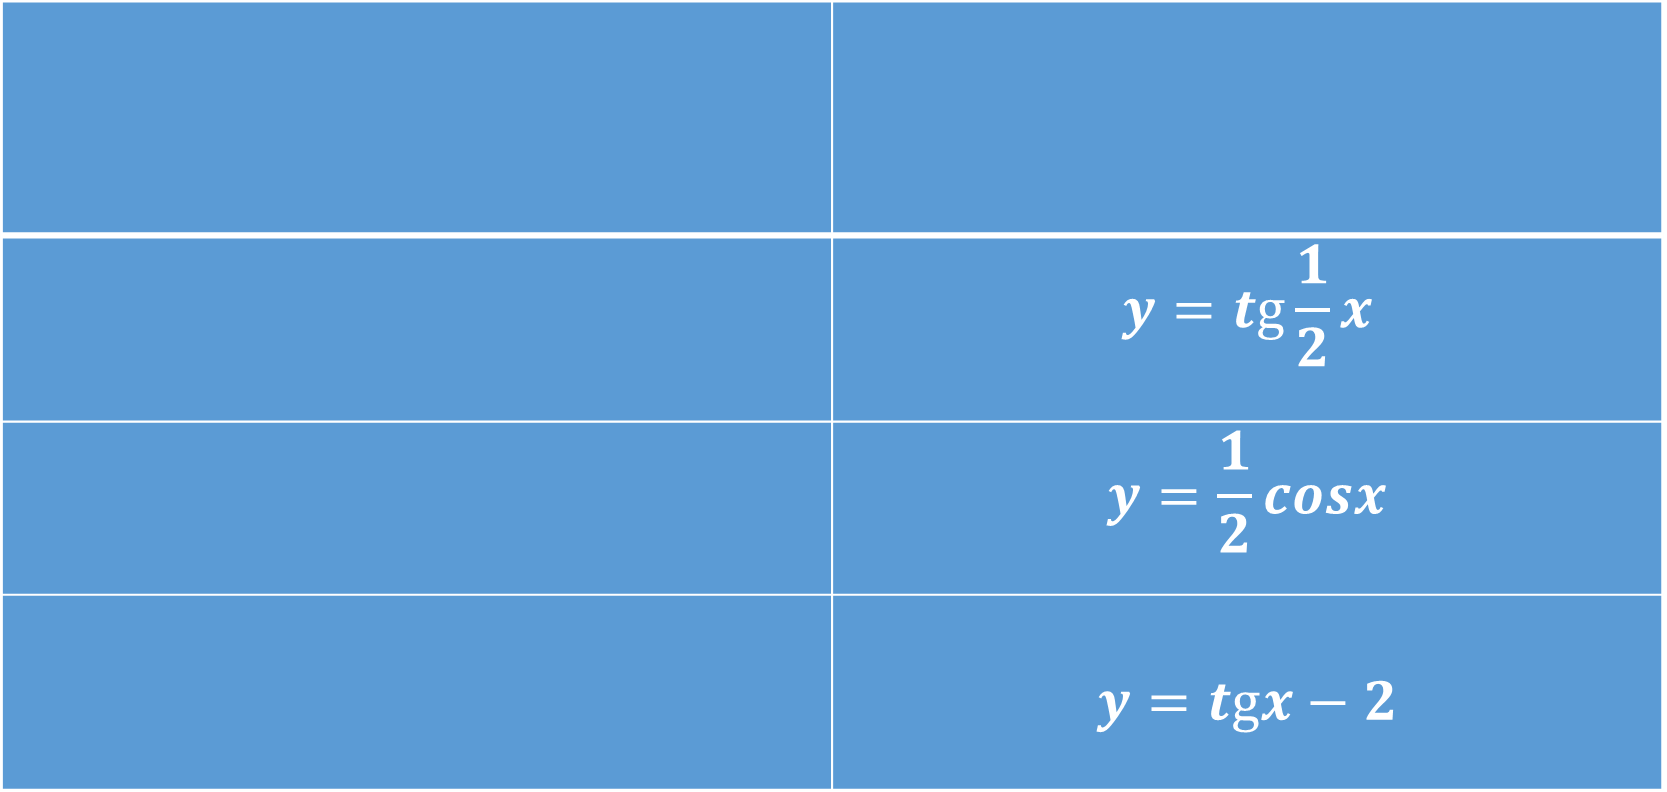 y = tg 1/2 x
y = 1/2 cosx
y = tgx − 2